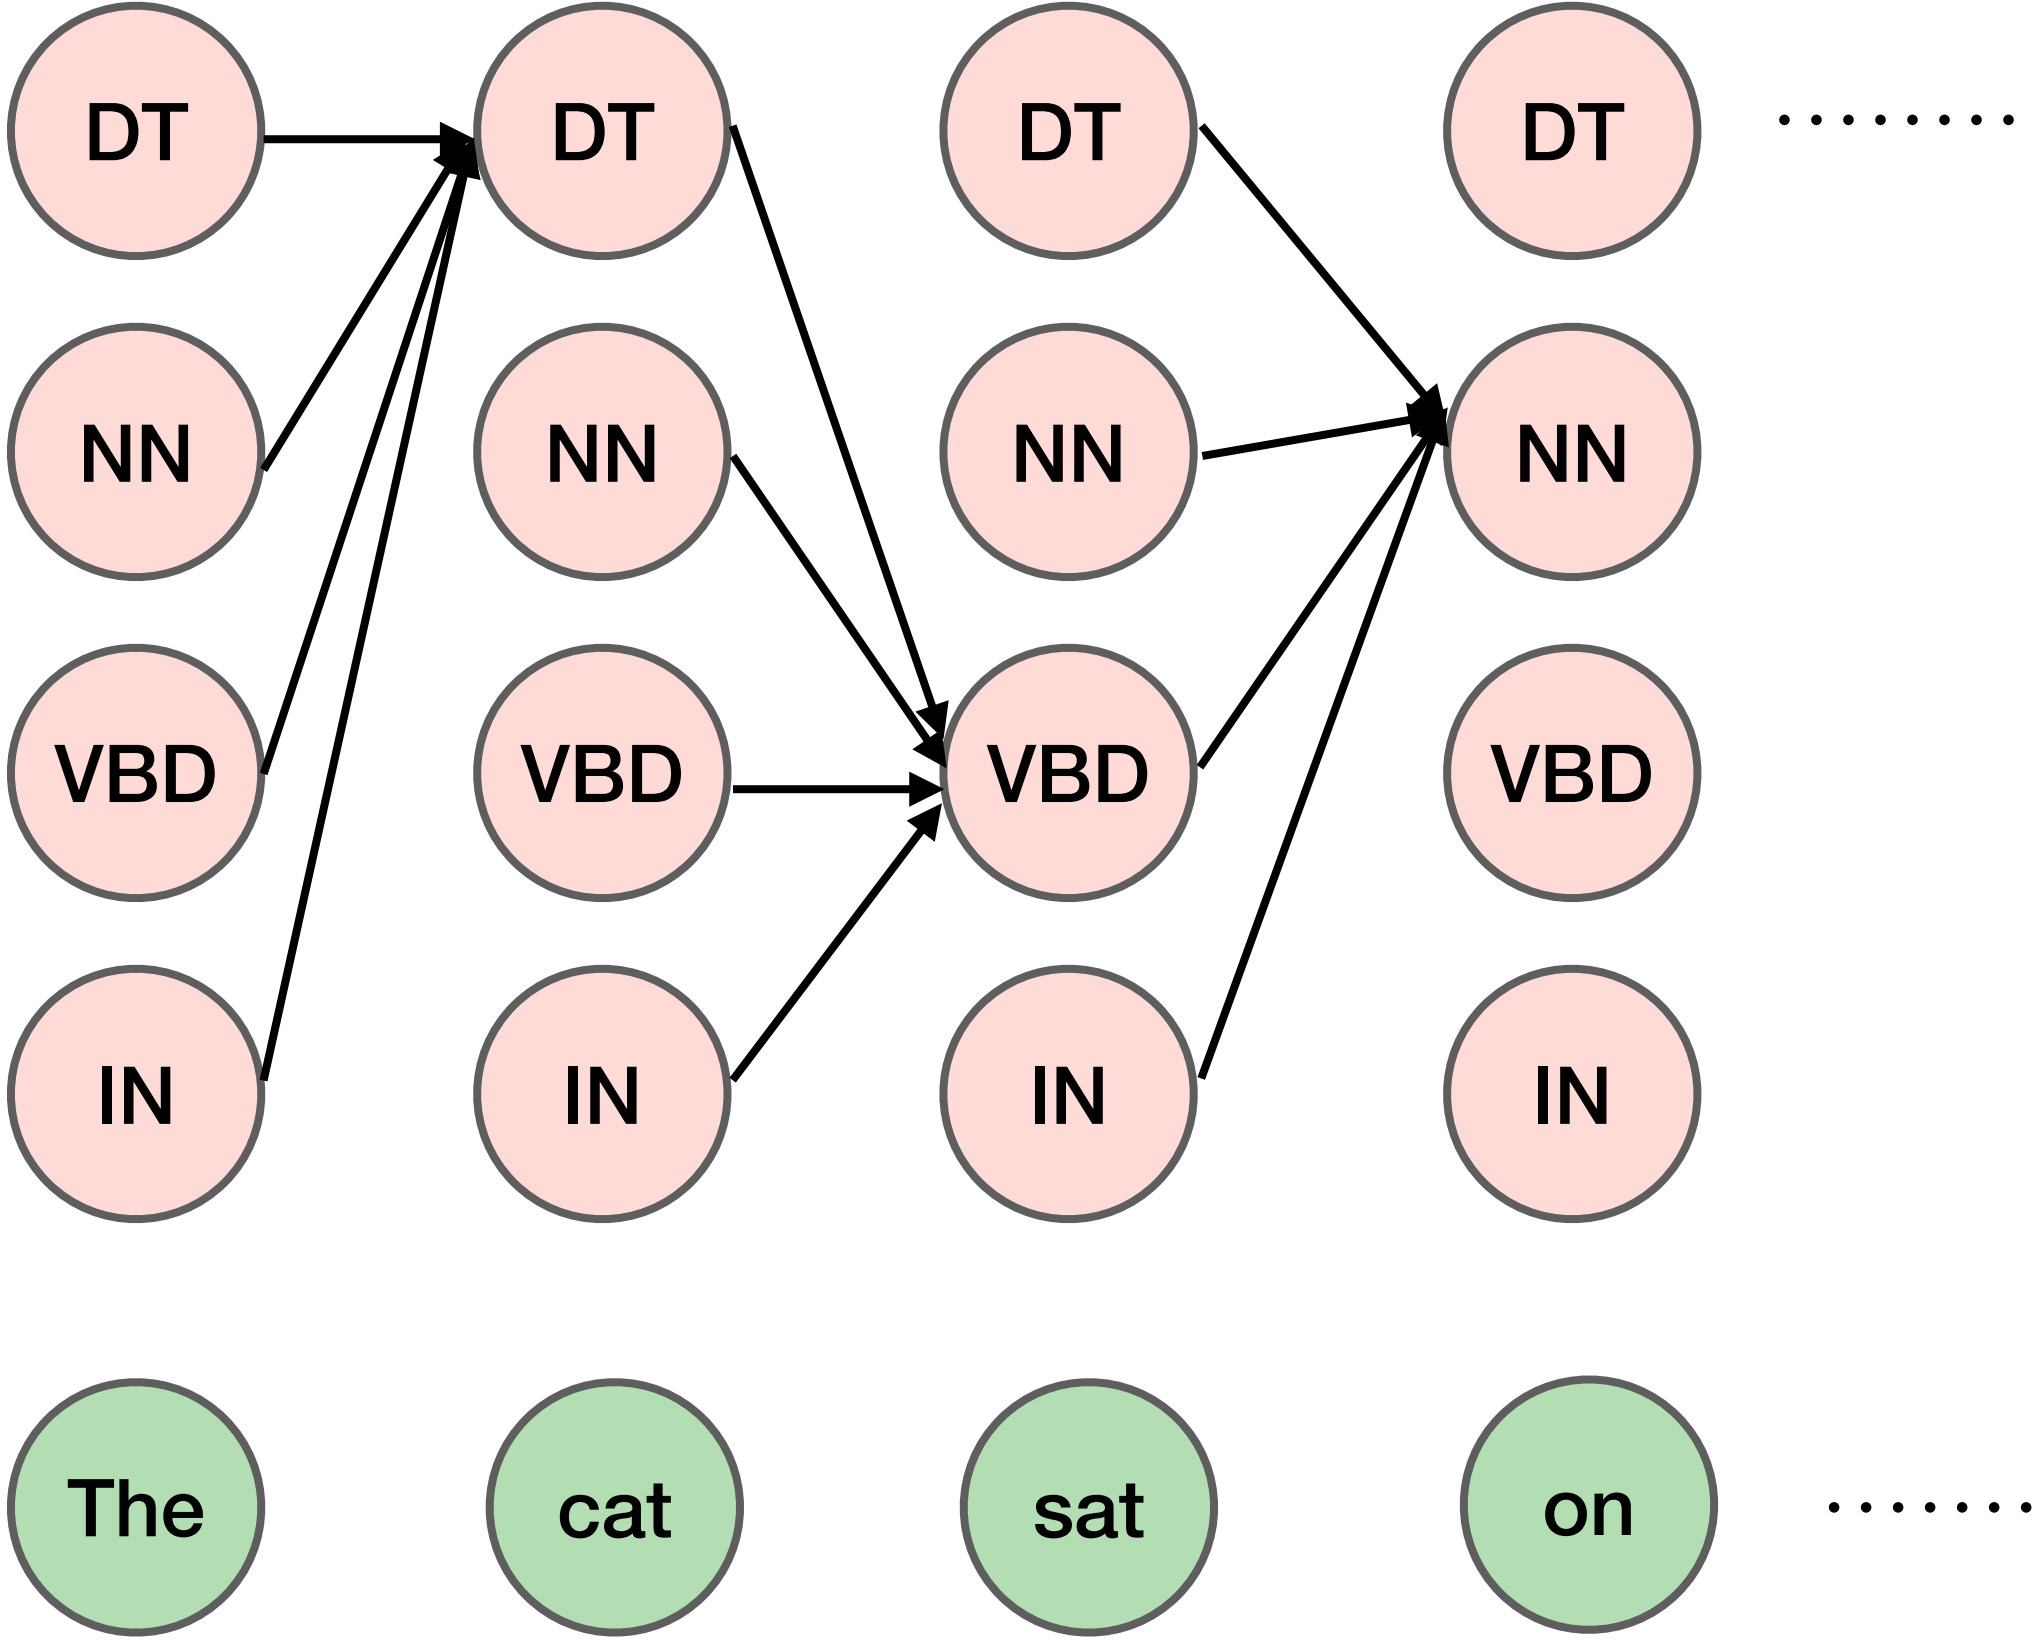 DT DT DT DT .......
NN NN NN NN
VBD VBD VBD VBD
IN IN IN IN
The cat sat on .......